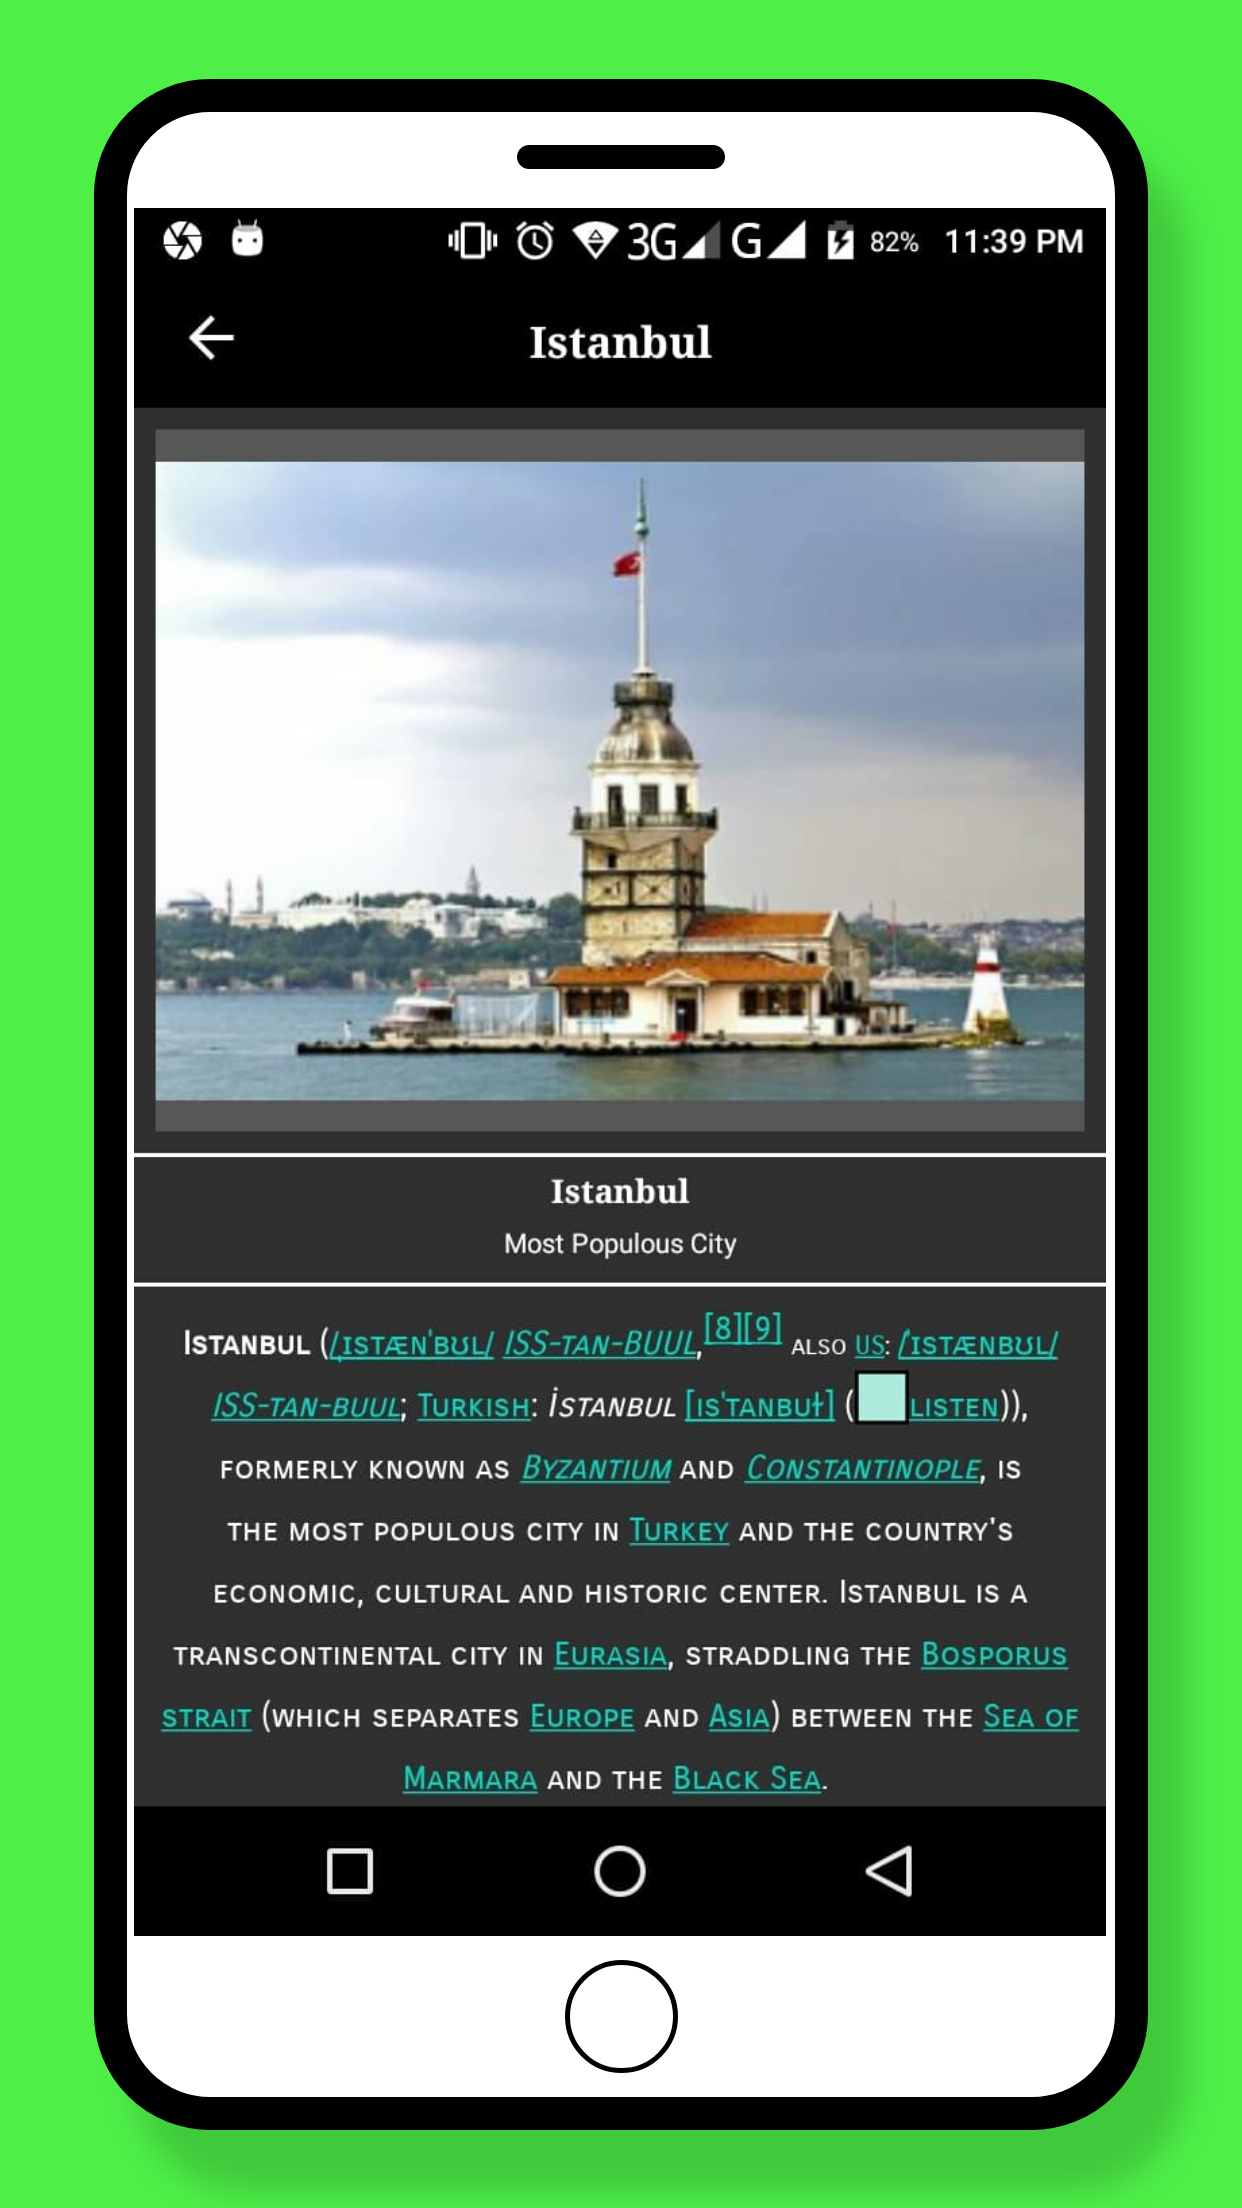 3G G 82% 11:39 PM
Istanbul
Istanbul
Most Populous City
Istanbul (/ˌɪstænˈbʊl/ ISS-tan-BUUL,[8][9] also US: /ˈɪstænbʊl/
ISS-tan-buul; Turkish: İstanbul [isˈtanbuɫ] (listen)),
formerly known as Byzantium and Constantinople, is
the most populous city in Turkey and the country's
economic, cultural and historic center. Istanbul is a
transcontinental city in Eurasia, straddling the Bosporus
strait (which separates Europe and Asia) between the Sea of
Marmara and the Black Sea.